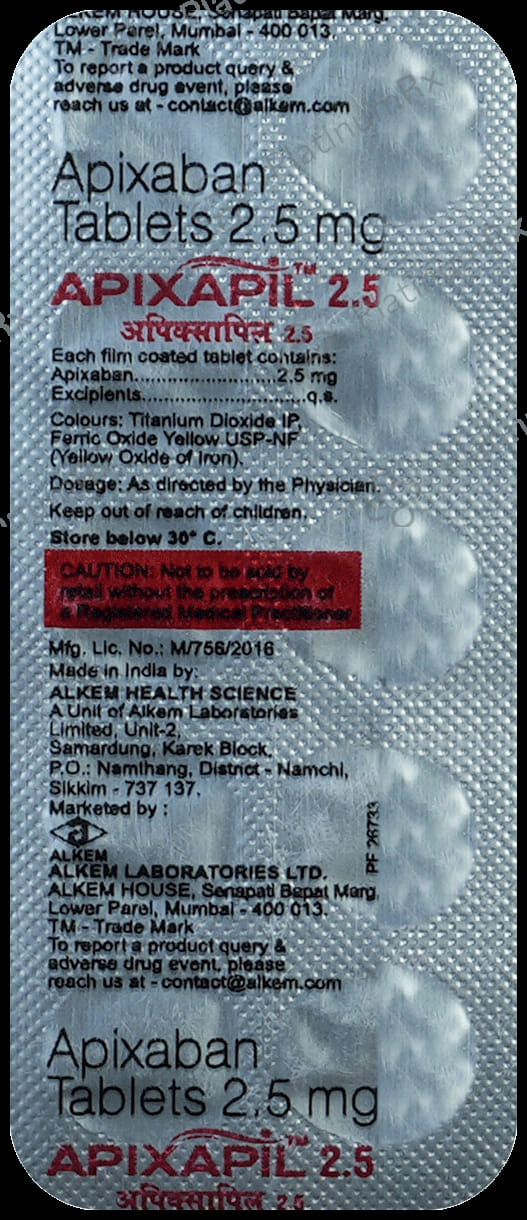 ALKEM HOUSE, Senapati Bapat Marg,
Lower Parel, Mumbai - 400 013.
TM - Trade Mark
To report a product query &
adverse drug event, please
reach us at - contact@alkem.com
Apixaban
Tablets 2.5 mg
APIXAPIL™ 2.5
अपिक्सापिल 2.5
Each film coated tablet contains:
Apixaban........................2.5 mg
Excipients............................q.s.
Colours: Titanium Dioxide IP,
Ferric Oxide Yellow USP-NF
(Yellow Oxide of Iron).
Dosage: As directed by the Physician.
Keep out of reach of children.
Store below 30° C.
CAUTION: Not to be sold by
retail without the prescription of
a Registered Medical Practitioner
Mfg. Lic. No.: M/756/2016
Made in India by:
ALKEM HEALTH SCIENCE
A Unit of Alkem Laboratories
Limited, Unit-2,
Samardung, Karek Block,
P.O.: Namthang, District - Namchi,
Sikkim - 737 137.
Marketed by :
PF 26733
ALKEM
ALKEM LABORATORIES LTD.
ALKEM HOUSE, Senapati Bapat Marg,
Lower Parel, Mumbai - 400 013.
TM - Trade Mark
To report a product query &
adverse drug event, please
reach us at - contact@alkem.com
Apixaban
Tablets 2.5 mg
APIXAPIL™ 2.5
अपिक्सापिल 2.5
PlatinumRx